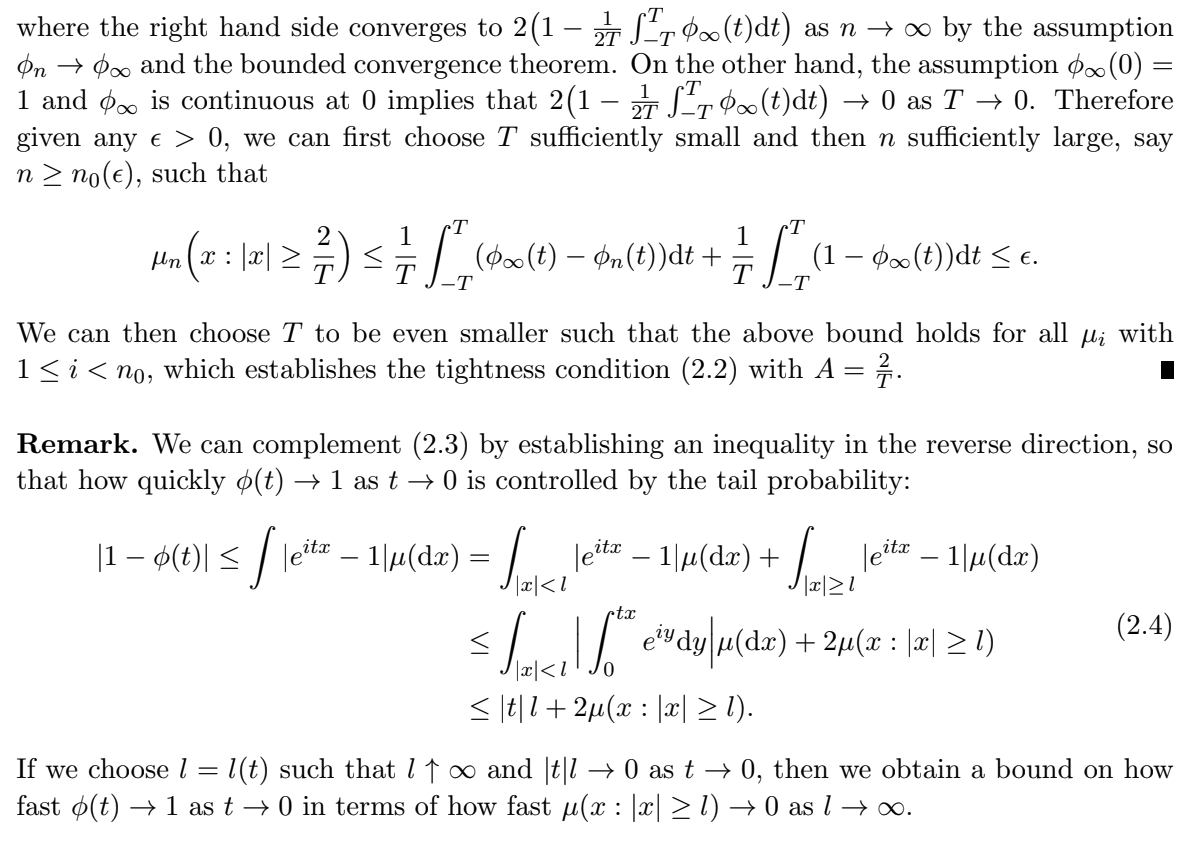 where the right hand side converges to $2\big(1 - \frac{1}{2T}\int_{-T}^{T} \phi_\infty(t)\mathrm{d}t\big)$ as $n \to \infty$ by the assumption
$\phi_n \to \phi_\infty$ and the bounded convergence theorem. On the other hand, the assumption $\phi_\infty(0) =$
$1$ and $\phi_\infty$ is continuous at 0 implies that $2\big(1 - \frac{1}{2T}\int_{-T}^{T} \phi_\infty(t)\mathrm{d}t\big) \to 0$ as $T \to 0$. Therefore
given any $\epsilon > 0$, we can first choose $T$ sufficiently small and then $n$ sufficiently large, say
$n \geq n_0(\epsilon)$, such that
$\mu_n\Big(x : |x| \geq \frac{2}{T}\Big) \leq \frac{1}{T}\int_{-T}^{T} (\phi_\infty(t) - \phi_n(t))\mathrm{d}t + \frac{1}{T}\int_{-T}^{T} (1 - \phi_\infty(t))\mathrm{d}t \leq \epsilon.$
We can then choose $T$ to be even smaller such that the above bound holds for all $\mu_i$ with
$1 \leq i < n_0$, which establishes the tightness condition (2.2) with $A = \frac{2}{T}$. ∎
Remark. We can complement (2.3) by establishing an inequality in the reverse direction, so
that how quickly $\phi(t) \to 1$ as $t \to 0$ is controlled by the tail probability:
$|1 - \phi(t)| \leq \int |e^{itx} - 1|\mu(\mathrm{d}x) = \int_{|x|<l} |e^{itx} - 1|\mu(\mathrm{d}x) + \int_{|x|\geq l} |e^{itx} - 1|\mu(\mathrm{d}x)$
$\leq \int_{|x|<l} \Big|\int_0^{tx} e^{iy}\mathrm{d}y\Big|\mu(\mathrm{d}x) + 2\mu(x : |x| \geq l)$ (2.4)
$\leq |t|\, l + 2\mu(x : |x| \geq l).$
If we choose $l = l(t)$ such that $l \uparrow \infty$ and $|t|l \to 0$ as $t \to 0$, then we obtain a bound on how
fast $\phi(t) \to 1$ as $t \to 0$ in terms of how fast $\mu(x : |x| \geq l) \to 0$ as $l \to \infty$.